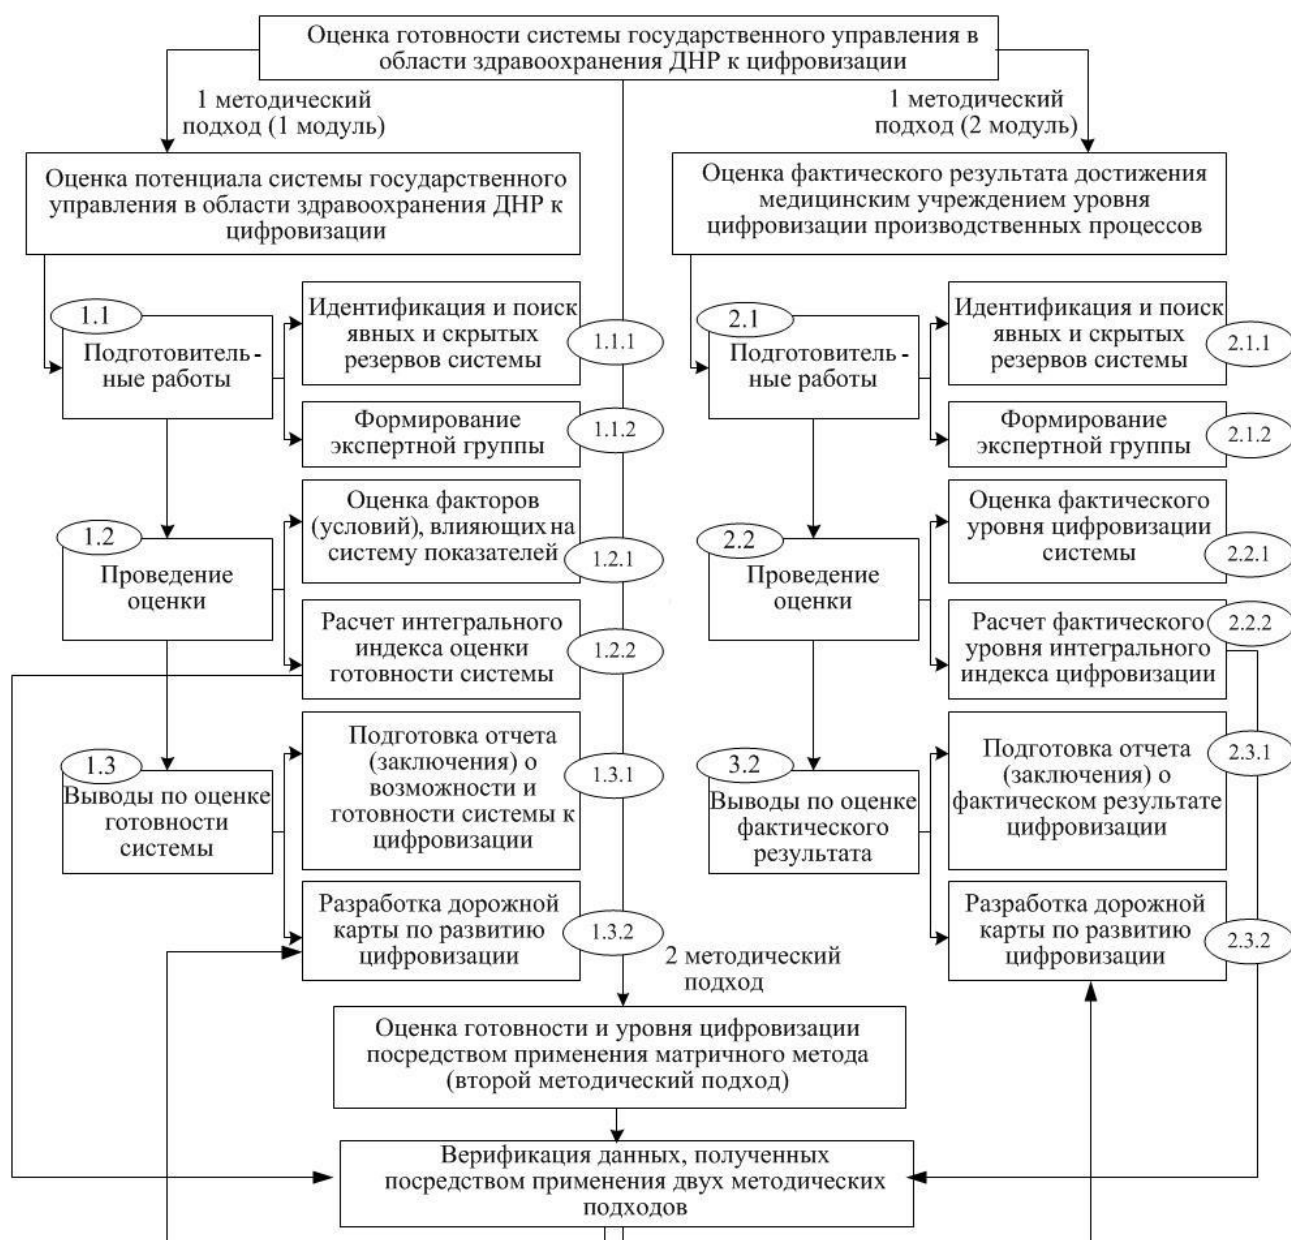 Оценка готовности системы государственного управления в
области здравоохранения ДНР к цифровизации
1 методический
подход (1 модуль)
1 методический
подход (2 модуль)
Оценка потенциала системы государственного
управления в области здравоохранения ДНР к
цифровизации
Оценка фактического результата достижения
медицинским учреждением уровня
цифровизации производственных процессов
1.1
Подготовитель -
ные работы
Идентификация и поиск
явных и скрытых
резервов системы
1.1.1
Формирование
экспертной группы
1.1.2
1.2
Проведение
оценки
Оценка факторов
(условий), влияющих на
систему показателей
1.2.1
Расчет интегрального
индекса оценки
готовности системы
1.2.2
1.3
Выводы по оценке
готовности
системы
Подготовка отчета
(заключения) о
возможности и
готовности системы к
цифровизации
1.3.1
Разработка дорожной
карты по развитию
цифровизации
1.3.2
2.1
Подготовитель -
ные работы
Идентификация и поиск
явных и скрытых
резервов системы
2.1.1
Формирование
экспертной группы
2.1.2
2.2
Проведение
оценки
Оценка фактического
уровня цифровизации
системы
2.2.1
Расчет фактического
уровня интегрального
индекса цифровизации
2.2.2
3.2
Выводы по оценке
фактического
результата
Подготовка отчета
(заключения) о
фактическом результате
цифровизации
2.3.1
Разработка дорожной
карты по развитию
цифровизации
2.3.2
2 методический
подход
Оценка готовности и уровня цифровизации
посредством применения матричного метода
(второй методический подход)
Верификация данных, полученных
посредством применения двух методических
подходов